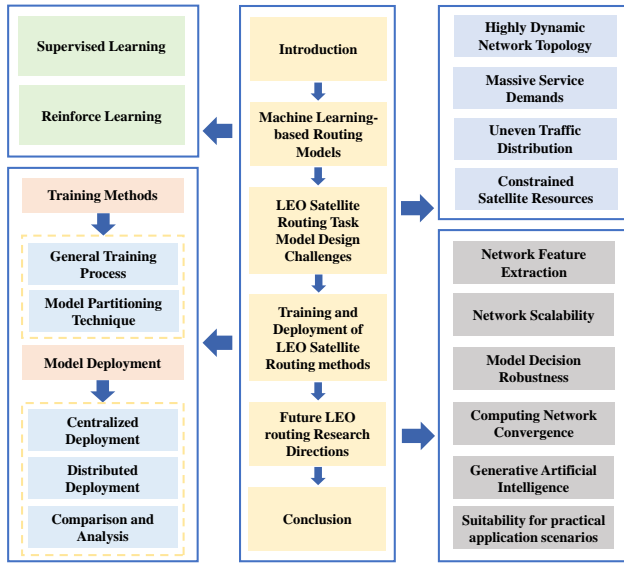 Supervised Learning
Reinforce Learning
Training Methods
General Training
Process
Model Partitioning
Technique
Model Deployment
Centralized
Deployment
Distributed
Deployment
Comparison and
Analysis
Introduction
Machine Learning-
based Routing
Models
LEO Satellite
Routing Task
Model Design
Challenges
Training and
Deployment of
LEO Satellite
Routing methods
Future LEO
routing Research
Directions
Conclusion
Highly Dynamic
Network Topology
Massive Service
Demands
Uneven Traffic
Distribution
Constrained
Satellite Resources
Network Feature
Extraction
Network Scalability
Model Decision
Robustness
Computing Network
Convergence
Generative Artificial
Intelligence
Suitability for practical
application scenarios